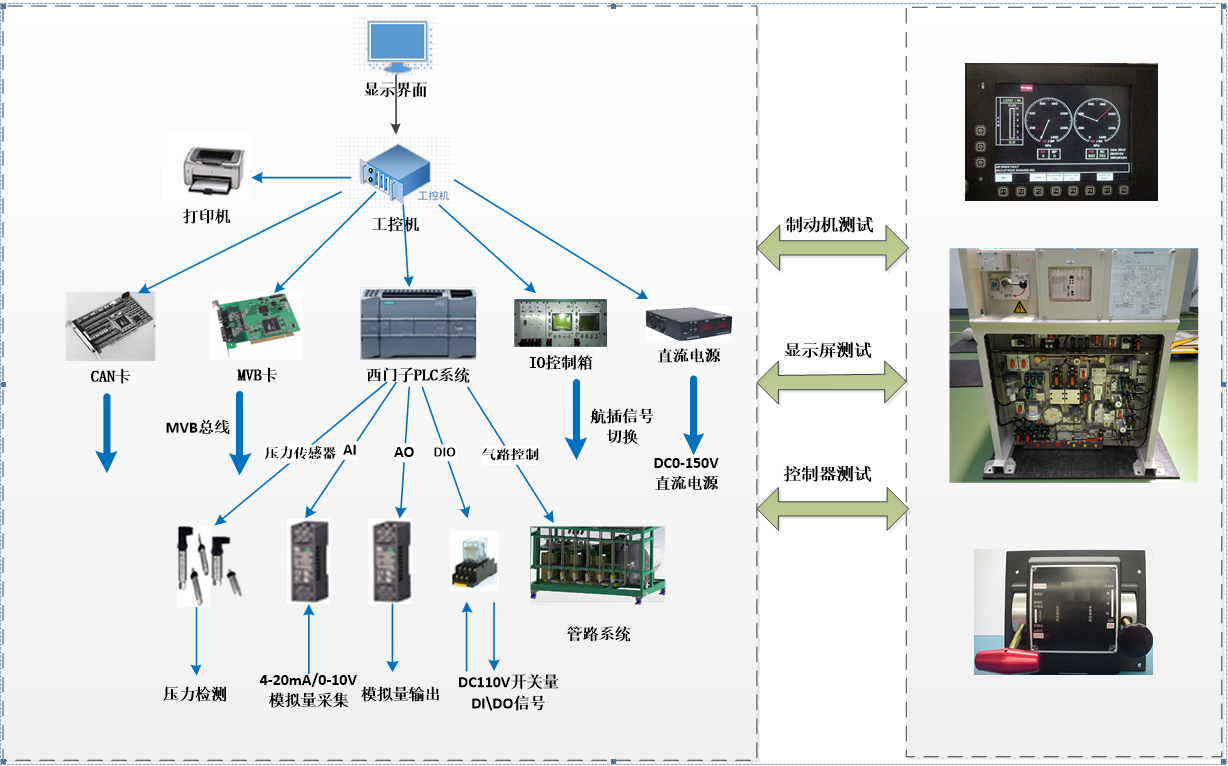 显示界面
工控机
打印机
工控机
CAN卡
MVB卡
西门子PLC系统
IO控制箱
直流电源
MVB总线
航插信号
切换
DC0-150V
直流电源
压力传感器
AI
AO
DIO
气路控制
管路系统
压力检测
4-20mA/0-10V
模拟量采集
模拟量输出
DC110V开关量
DI\DO信号
制动机测试
显示屏测试
控制器测试